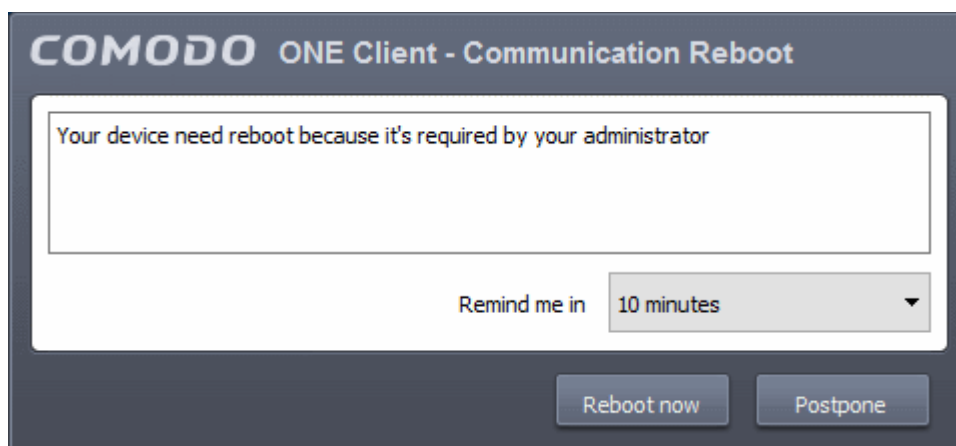 COMODO ONE Client - Communication Reboot
Your device need reboot because it's required by your administrator
Remind me in 10 minutes
Reboot now Postpone